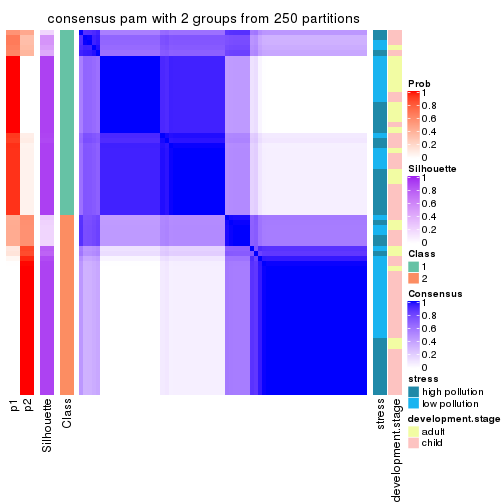 consensus pam with 2 groups from 250 partitions
Prob
1
0.8
0.6
0.4
0.2
0
Silhouette
1
0.8
0.6
0.4
0.2
0
Class
1
2
Consensus
1
0.8
0.6
0.4
0.2
0
stress
high pollution
low pollution
development.stage
adult
child
p1
p2
Silhouette
Class
stress
development.stage